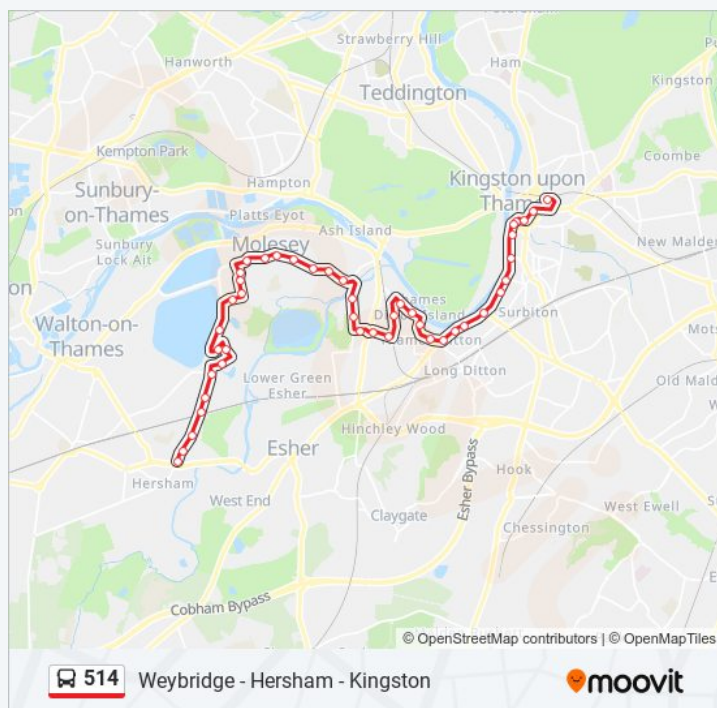 Strawberry Hill
Ham
Hanworth
Kingston
Teddington
Kempton Park
Coombe
Kingston upon
Tham
Sunbury-
on-Thames
Hampton
Platts Eyot
Ash Island
New Malden
Sunbury
Lock Ait
Molesey
on
Walton-on-
Thames
Surbiton
Mots
Long Ditton
Lower Green
Esher
Old Mald
Hinchley Wood
Esher
Hersham
Hook
West End
Esher Bypass
West Ewell
Claygate
Chessington
Cobham Bypass
© OpenStreetMap contributors | © OpenMapTiles
514 Weybridge - Hersham - Kingston
moovit